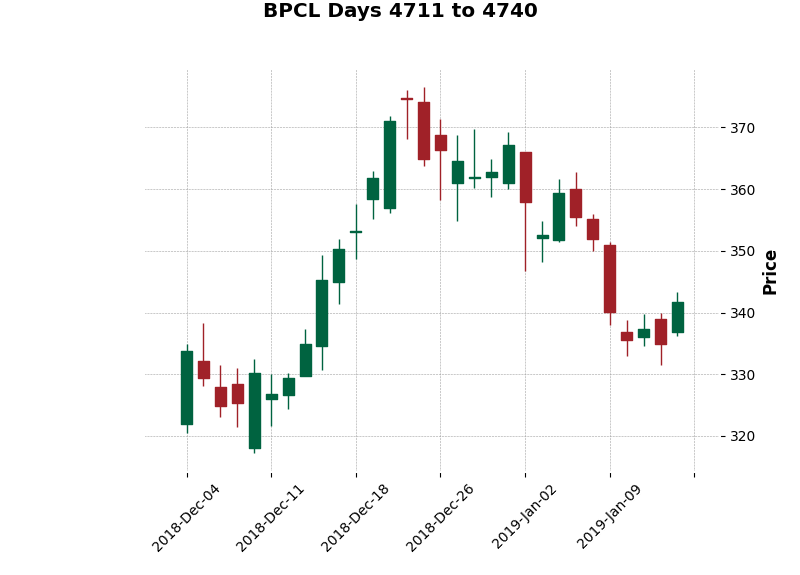 BPCL Days 4711 to 4740
370
360
350
340
330
320
Price
2018-Dec-04
2018-Dec-11
2018-Dec-18
2018-Dec-26
2019-Jan-02
2019-Jan-09